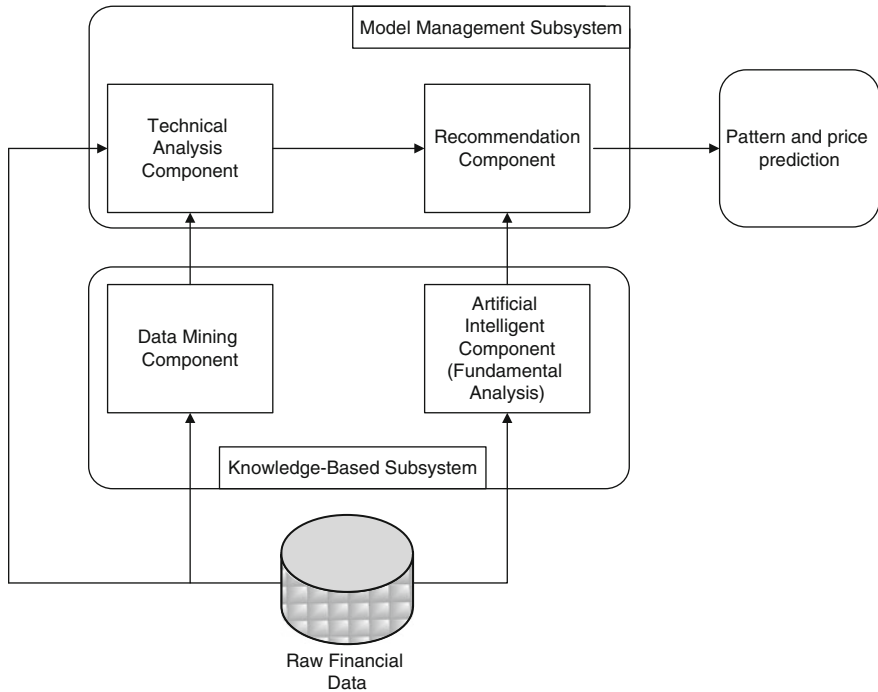 Model Management Subsystem
Technical
Analysis
Component
Recommendation
Component
Pattern and price
prediction
Data Mining
Component
Artificial
Intelligent
Component
(Fundamental
Analysis)
Knowledge-Based Subsystem
Raw Financial
Data